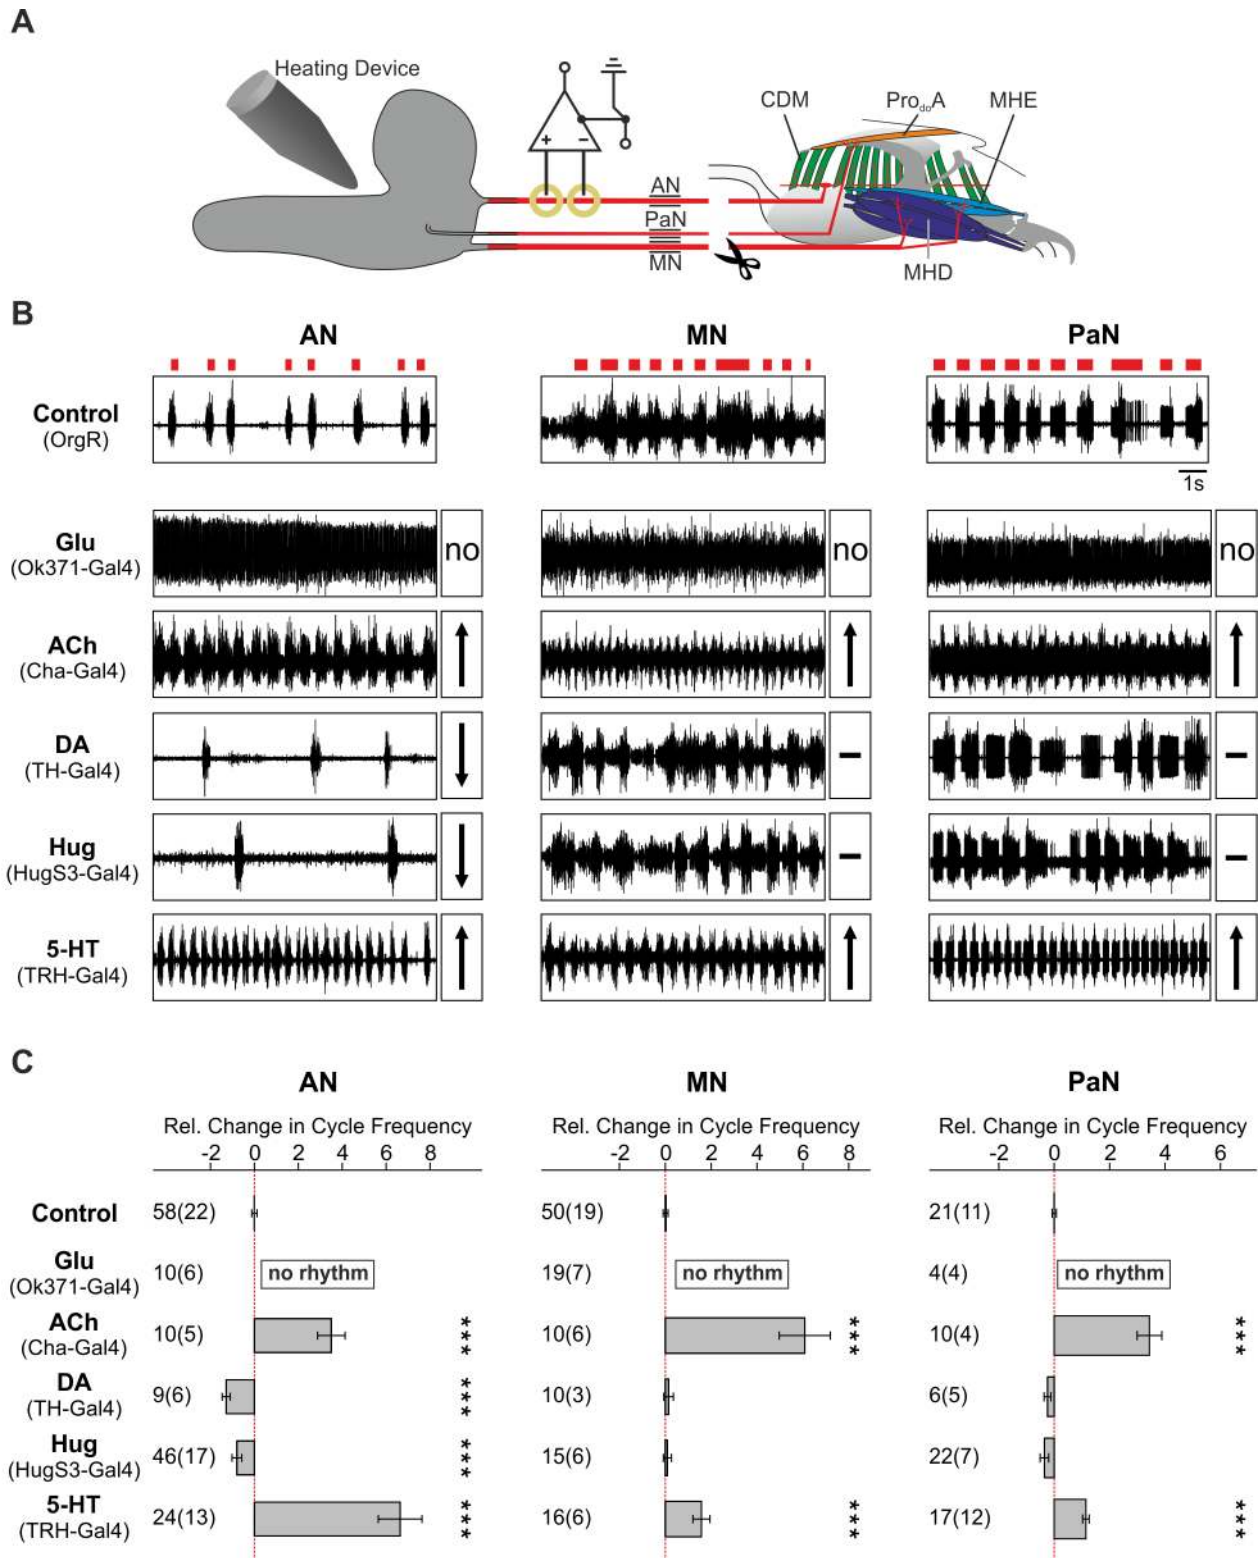 A
Heating Device
+ −
CDM
Pro_do A
MHE
AN
PaN
MN
MHD
B
AN MN PaN
Control
(OrgR)
1s
Glu
(Ok371-Gal4)
no no no
ACh
(Cha-Gal4)
DA
(TH-Gal4)
Hug
(HugS3-Gal4)
5-HT
(TRH-Gal4)
C
AN MN PaN
Rel. Change in Cycle Frequency Rel. Change in Cycle Frequency Rel. Change in Cycle Frequency
-2 0 2 4 6 8 -2 0 2 4 6 8 -2 0 2 4 6
Control 58(22) 50(19) 21(11)
Glu
(Ok371-Gal4) 10(6) no rhythm 19(7) no rhythm 4(4) no rhythm
ACh
(Cha-Gal4) 10(5) *** 10(6) *** 10(4) ***
DA
(TH-Gal4) 9(6) *** 10(3) 6(5)
Hug
(HugS3-Gal4) 46(17) *** 15(6) 22(7)
5-HT
(TRH-Gal4) 24(13) *** 16(6) *** 17(12) ***